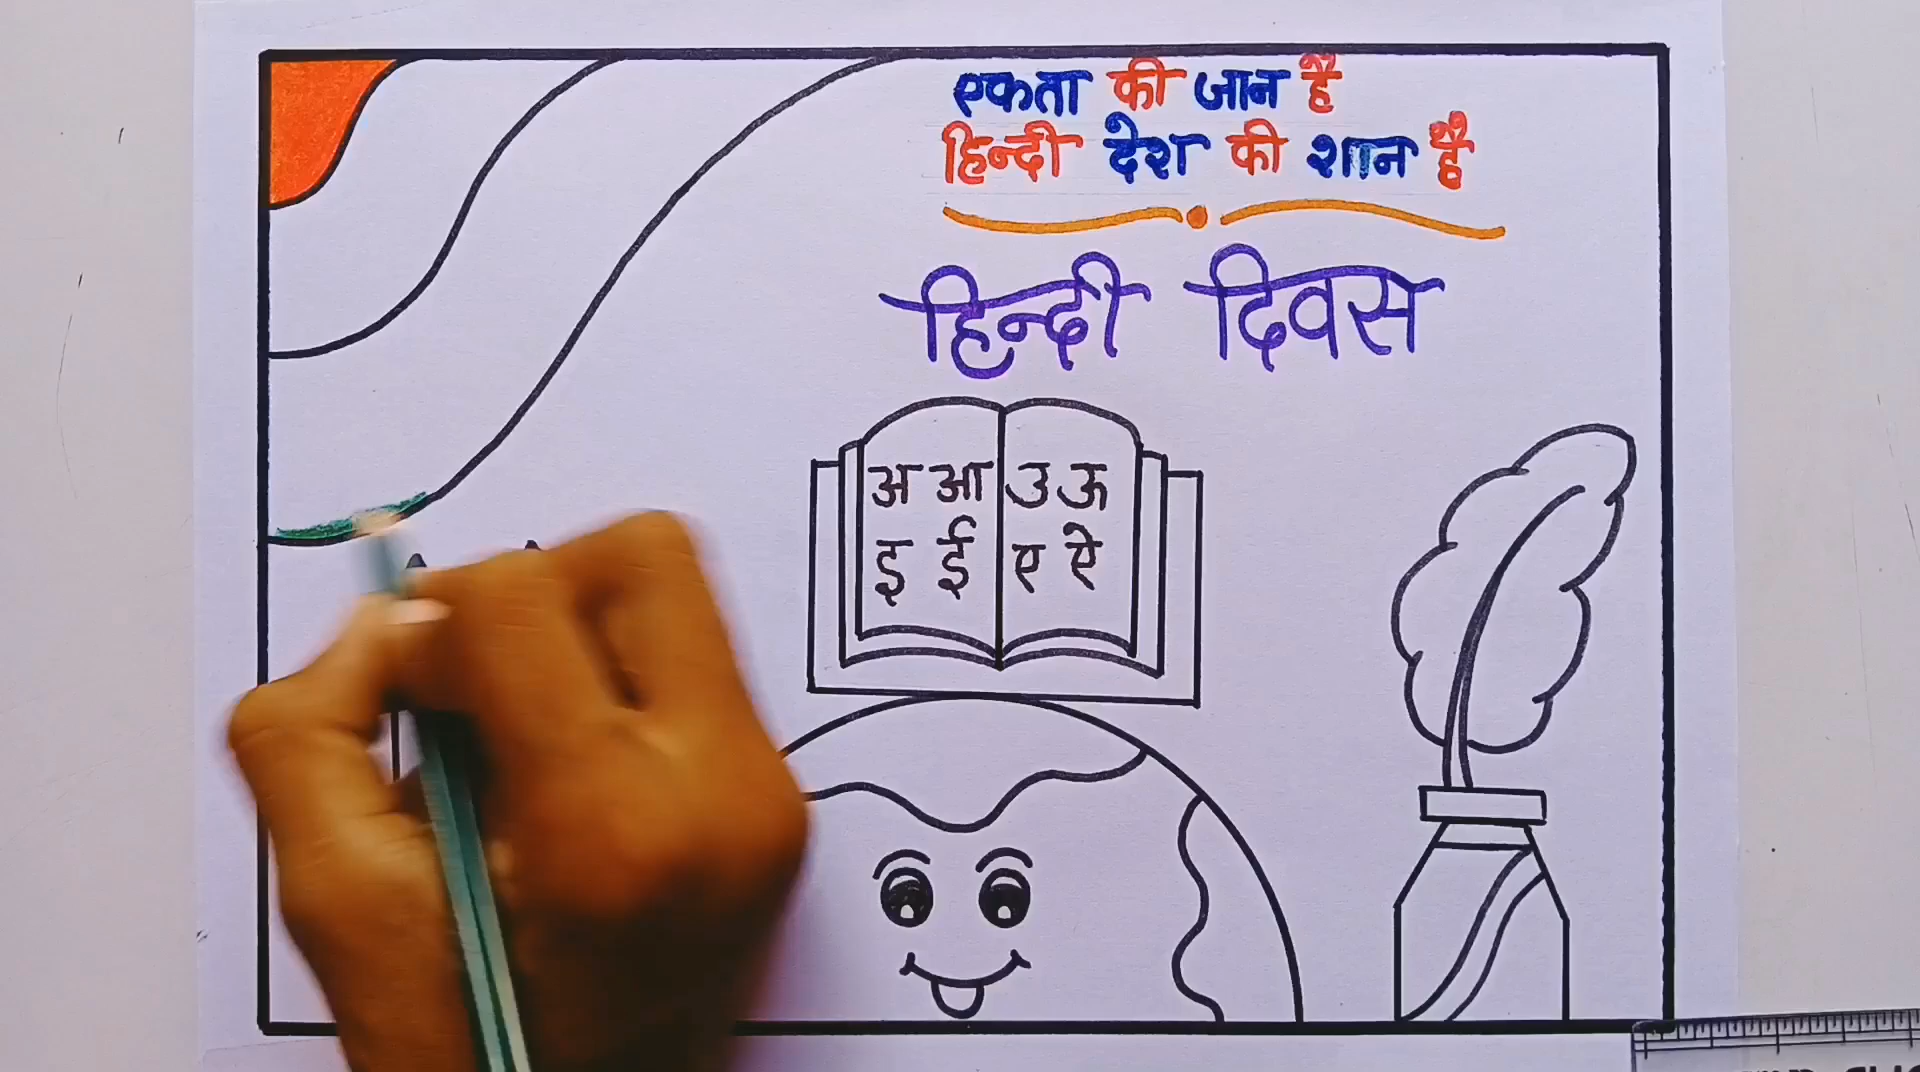 एकता की जान है
हिन्दी देश की शान है
हिन्दी दिवस
अ आ उ ऊ
इ ई ए ऐ